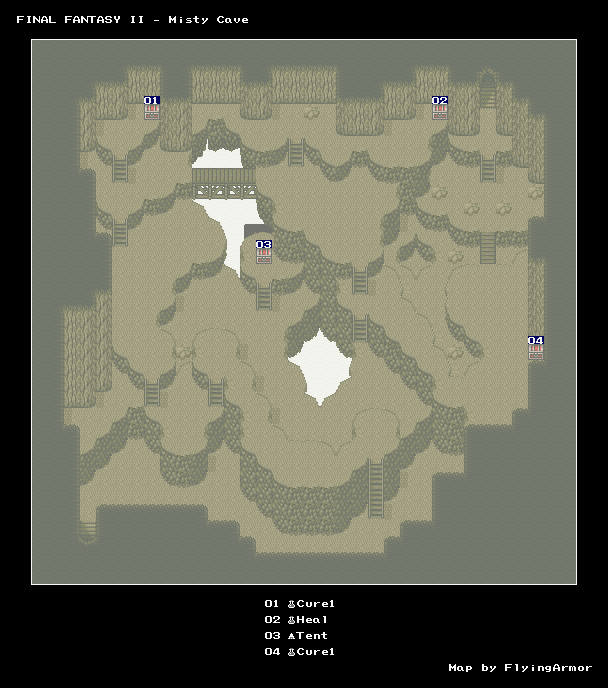 FINAL FANTASY II - Misty Cave
01
02
03
04
01 Cure1
02 Heal
03 Tent
04 Cure1
Map by FlyingArmor